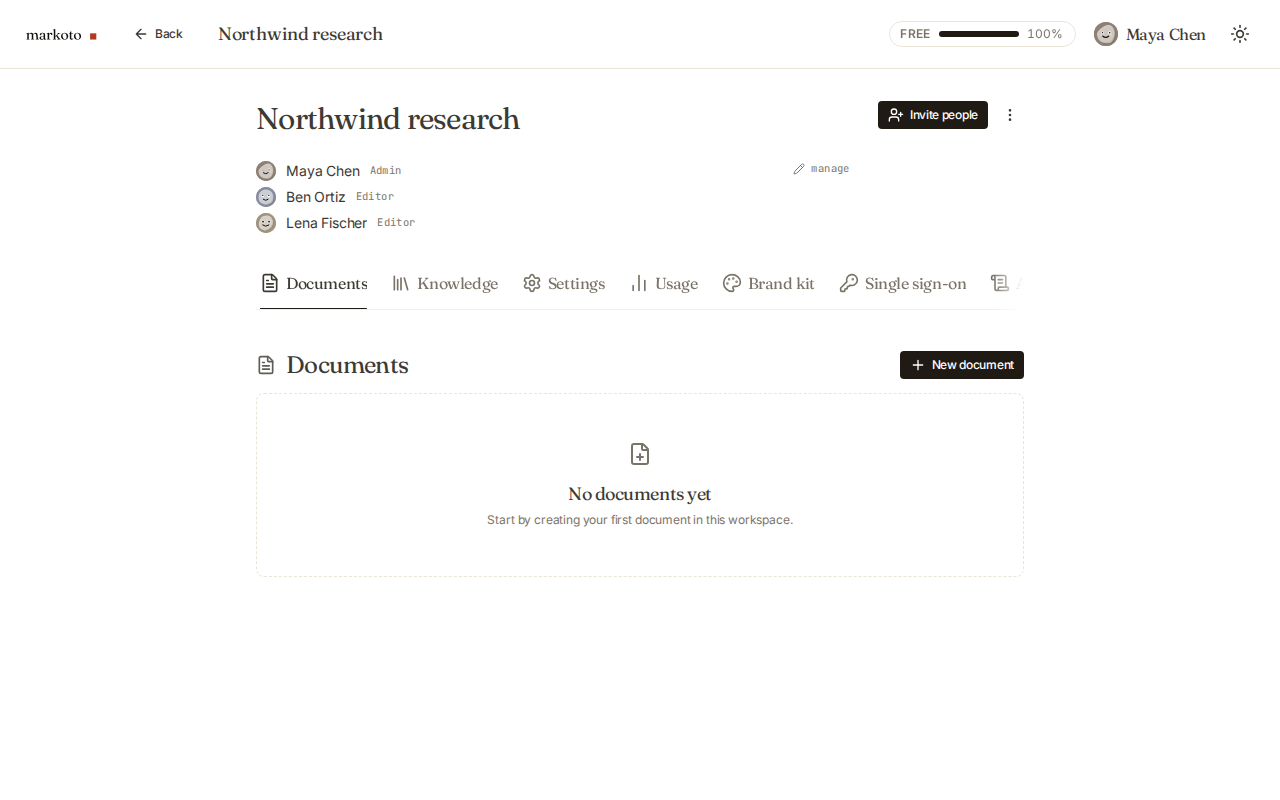 markoto
Back
Northwind research
FREE
100%
Maya Chen
Northwind research
Invite people
Maya Chen Admin
manage
Ben Ortiz Editor
Lena Fischer Editor
Documents
Knowledge
Settings
Usage
Brand kit
Single sign-on
Documents
New document
No documents yet
Start by creating your first document in this workspace.